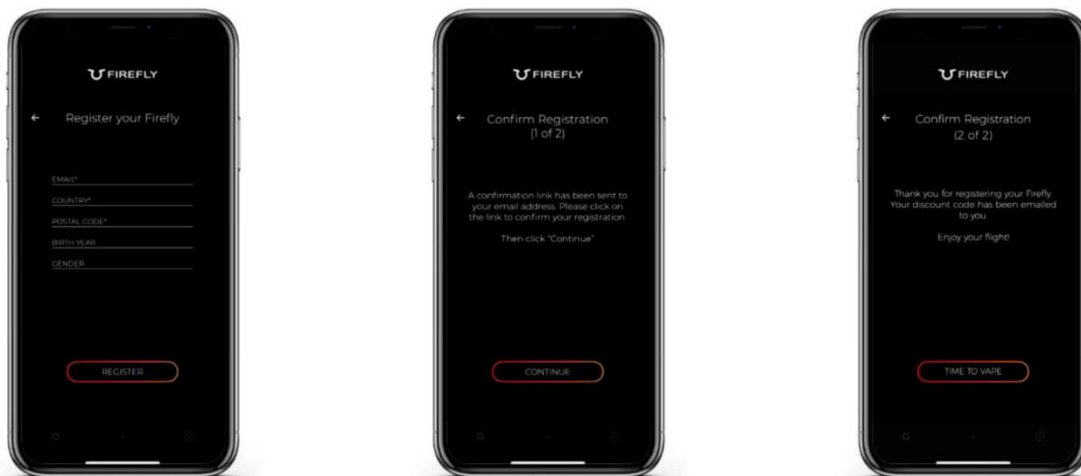 FIREFLY
Register your Firefly
EMAIL*
COUNTRY*
POSTAL CODE*
BIRTH YEAR
GENDER
REGISTER
FIREFLY
Confirm Registration
(1 of 2)
A confirmation link has been sent to
your email address. Please click on
the link to confirm your registration.
Then click "Continue"
CONTINUE
FIREFLY
Confirm Registration
(2 of 2)
Thank you for registering your Firefly
Your discount code has been emailed
to you
Enjoy your flight!
TIME TO VAPE